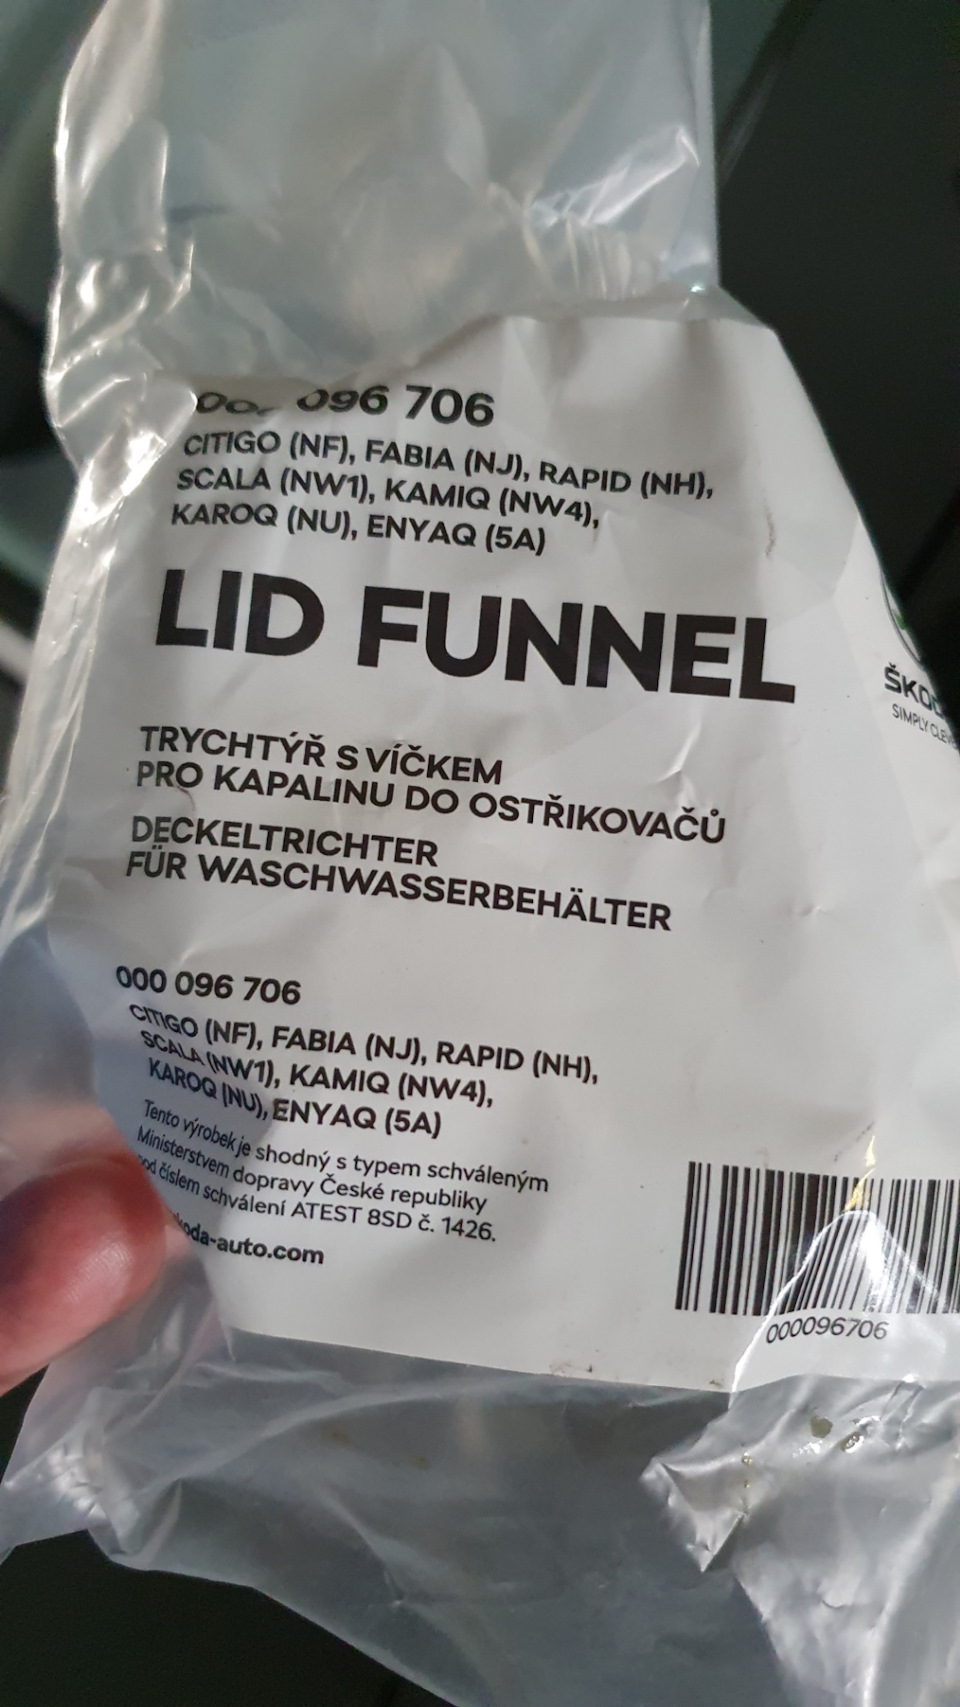 096 706
CITIGO (NF), FABIA (NJ), RAPID (NH),
SCALA (NW1), KAMIQ (NW4),
KAROQ (NU), ENYAQ (5A)
LID FUNNEL
ŠKO
SIMPLY CLEV
TRYCHTÝŘ S VÍČKEM
PRO KAPALINU DO OSTŘIKOVAČŮ
DECKELTRICHTER
FÜR WASCHWASSERBEHÄLTER
000 096 706
CITIGO (NF), FABIA (NJ), RAPID (NH),
SCALA (NW1), KAMIQ (NW4),
KAROQ (NU), ENYAQ (5A)
Tento výrobek je shodný s typem schváleným
Ministerstvem dopravy České republiky
pod číslem schválení ATEST 8SD č. 1426.
koda-auto.com
000096706